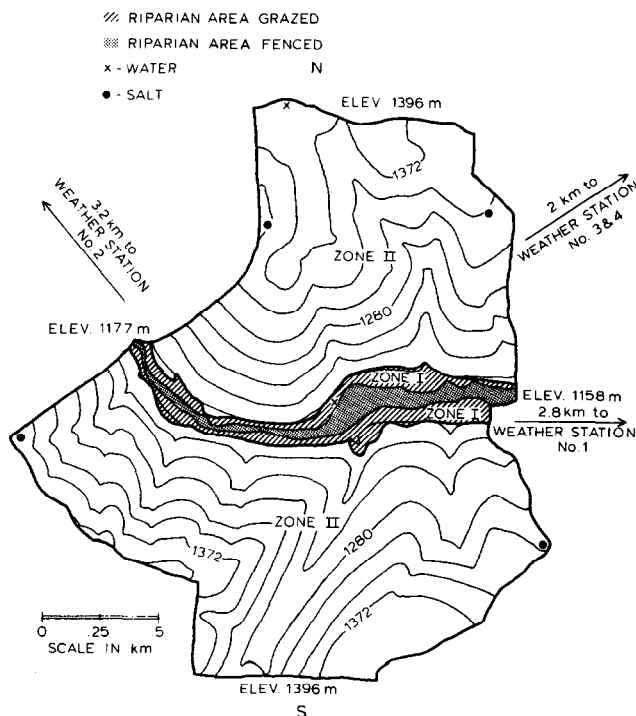 RIPARIAN AREA GRAZED
RIPARIAN AREA FENCED
x - WATER
N
● - SALT
ELEV. 1396 m
1372
3.2 km to
WEATHER STATION
No. 2
2 km to
WEATHER STATION
No. 3&4
ZONE II
1280
ELEV. 1177 m
ZONE I
ELEV. 1158 m
ZONE I
2.8 km to
WEATHER STATION
No. 1
ZONE II
1280
1372
1372
0 .25 .5
SCALE IN km
ELEV. 1396 m
S